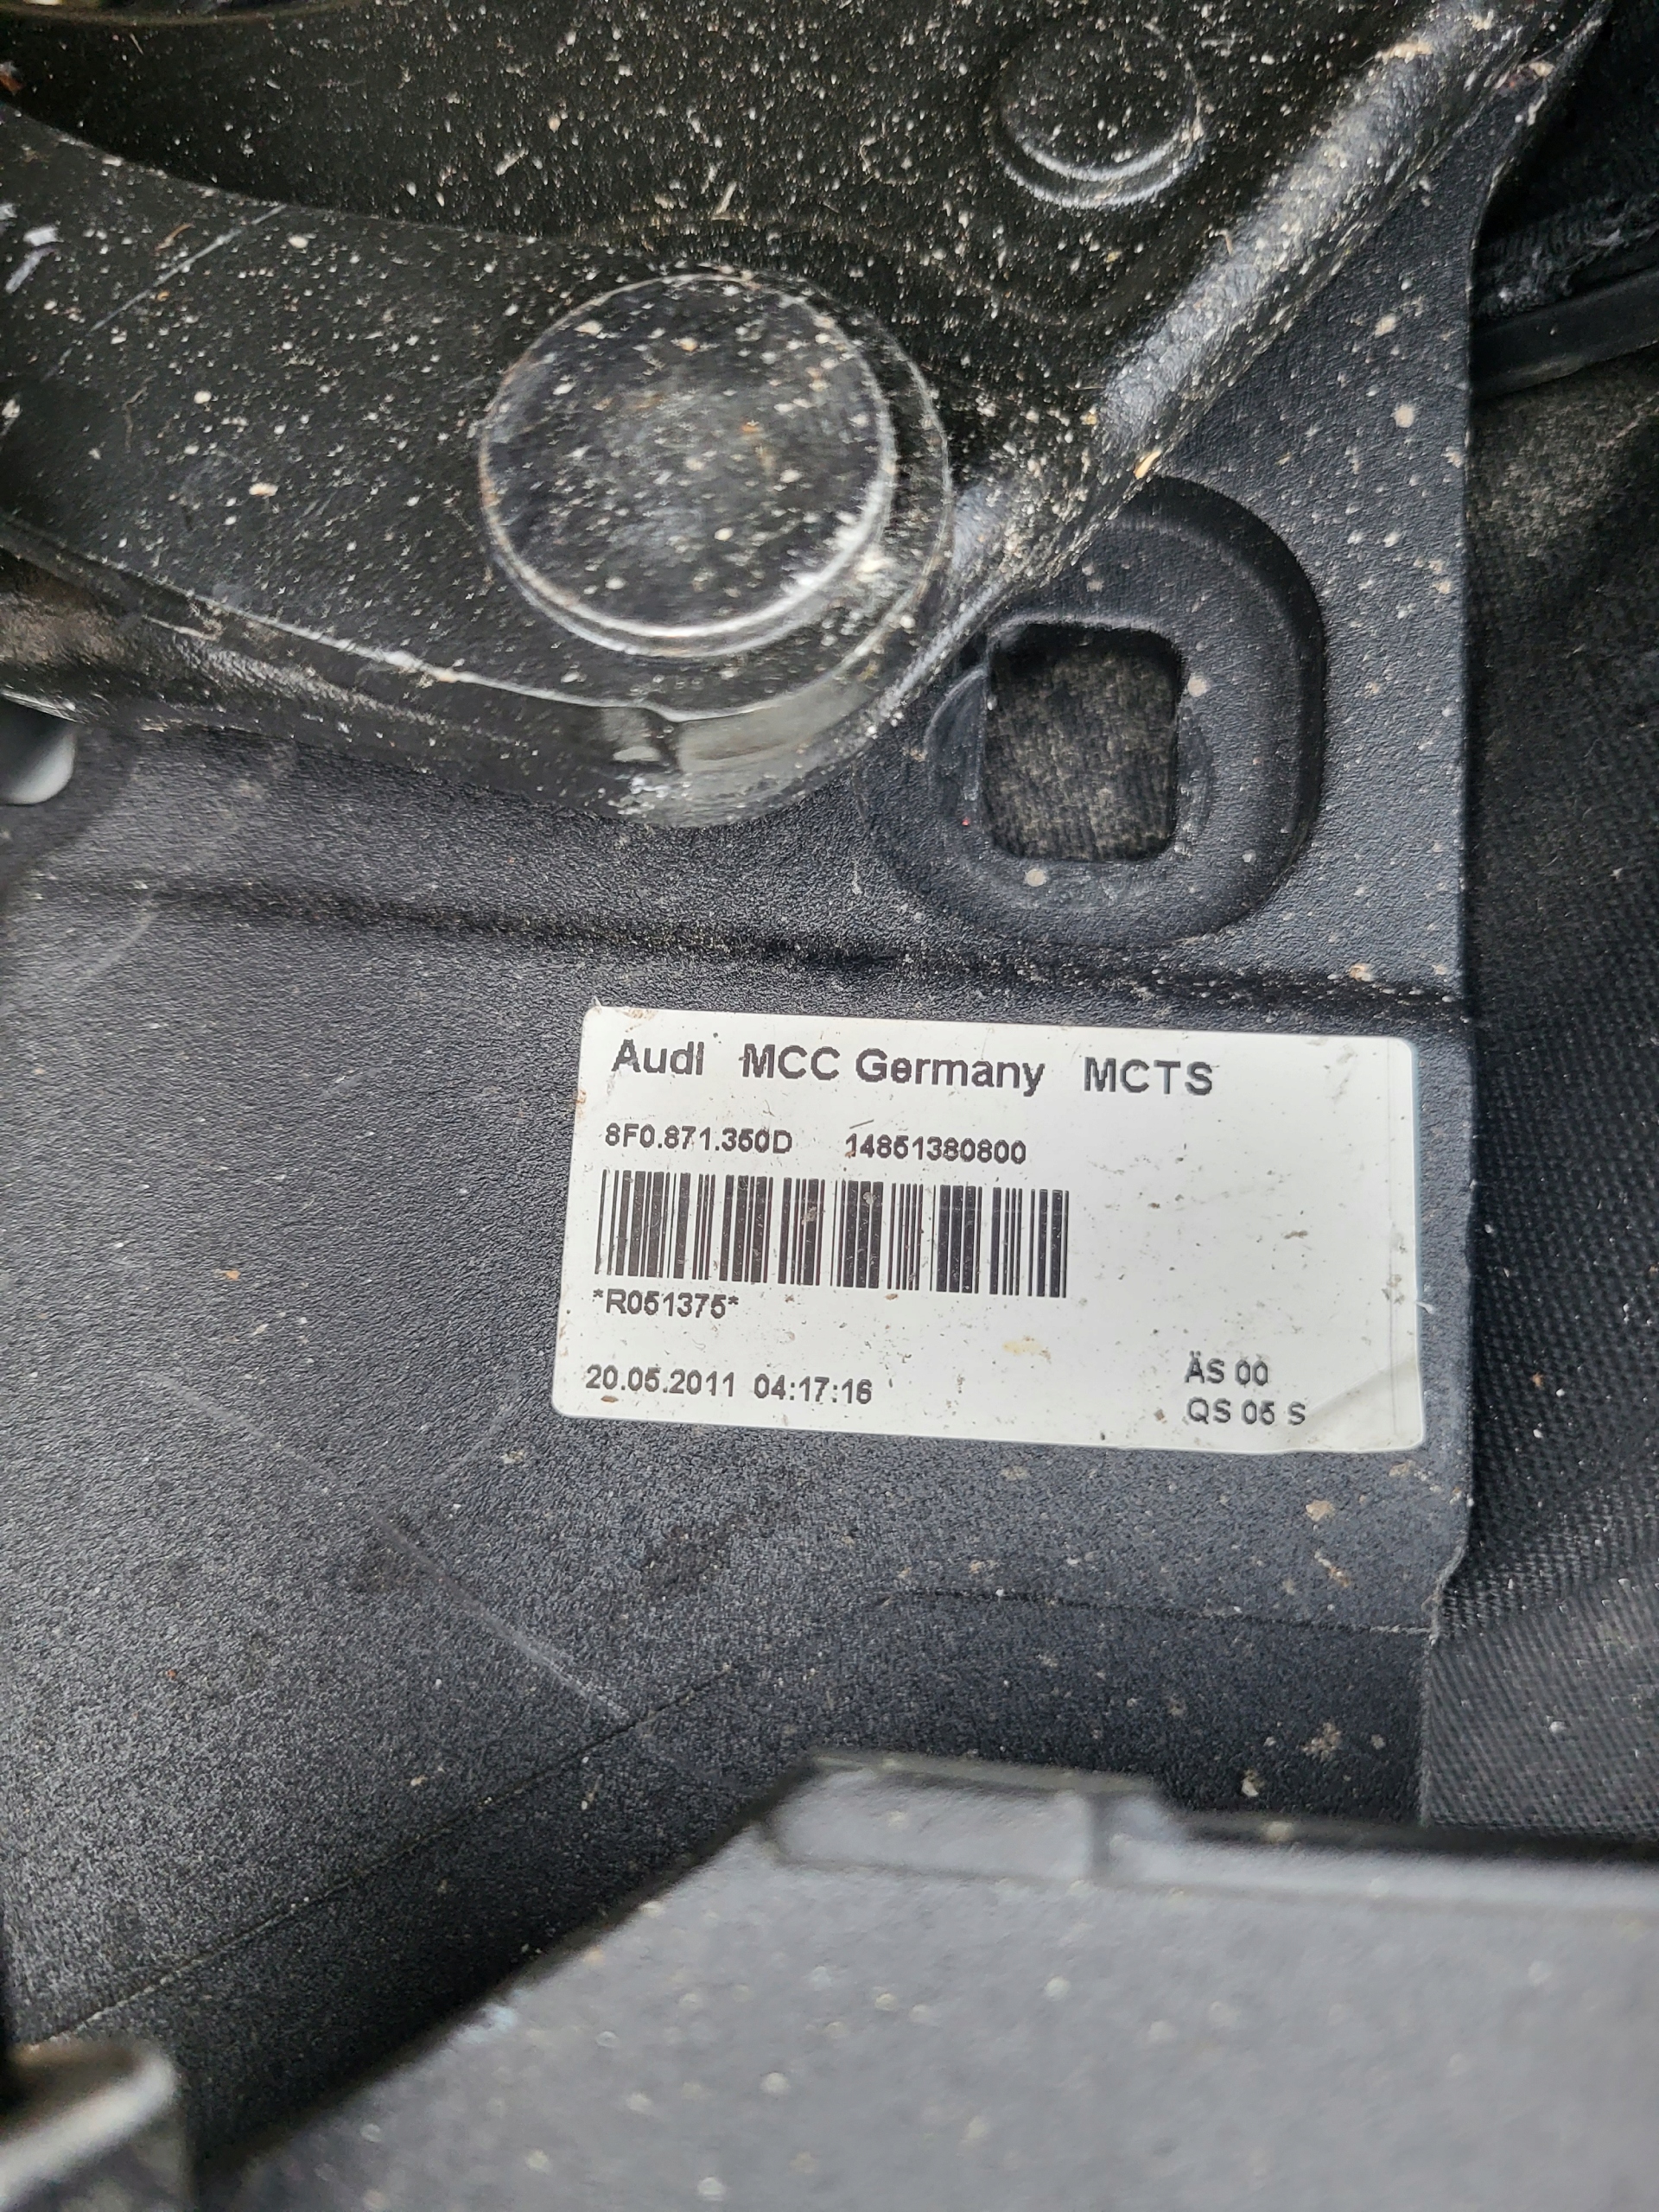 Audi MCC Germany MCTS
8F0.871.350D 14851380800
*R051375*
20.05.2011 04:17:16
ÄS 00
QS 05 S